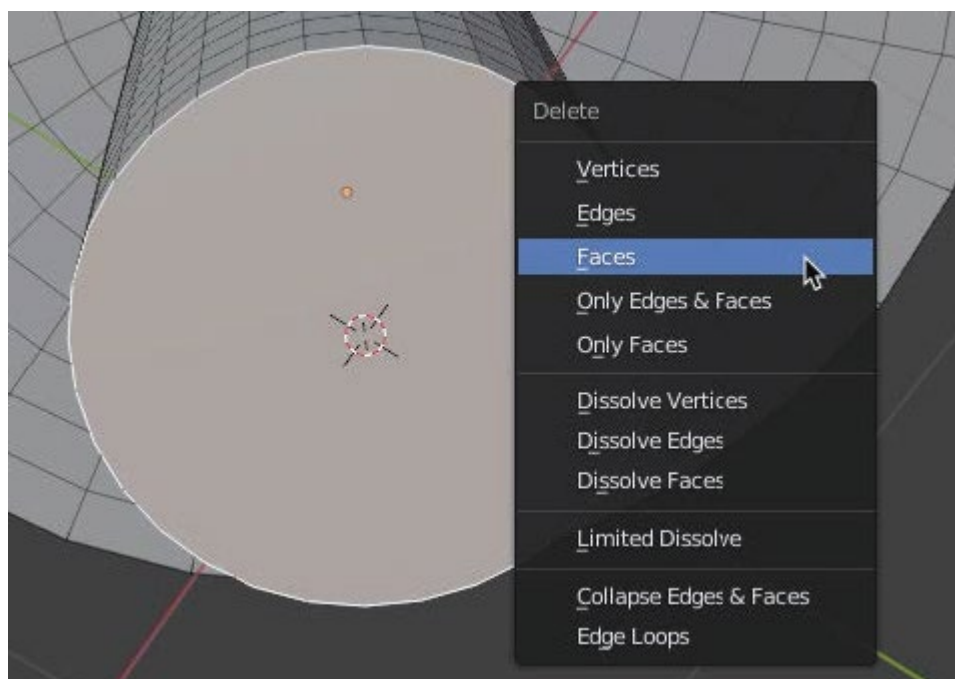 Delete
Vertices
Edges
Faces
Only Edges & Faces
Only Faces
Dissolve Vertices
Dissolve Edges
Dissolve Faces
Limited Dissolve
Collapse Edges & Faces
Edge Loops